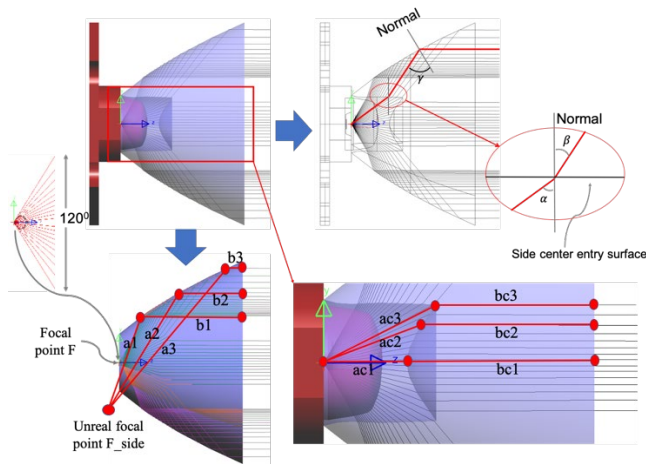 Normal
γ
z
Normal
β
α
Side center entry surface
120⁰
b3
b2
b1
a1
a2
a3
Focal
point F
Unreal focal
point F_side
ac3
ac2
ac1
z
bc3
bc2
bc1